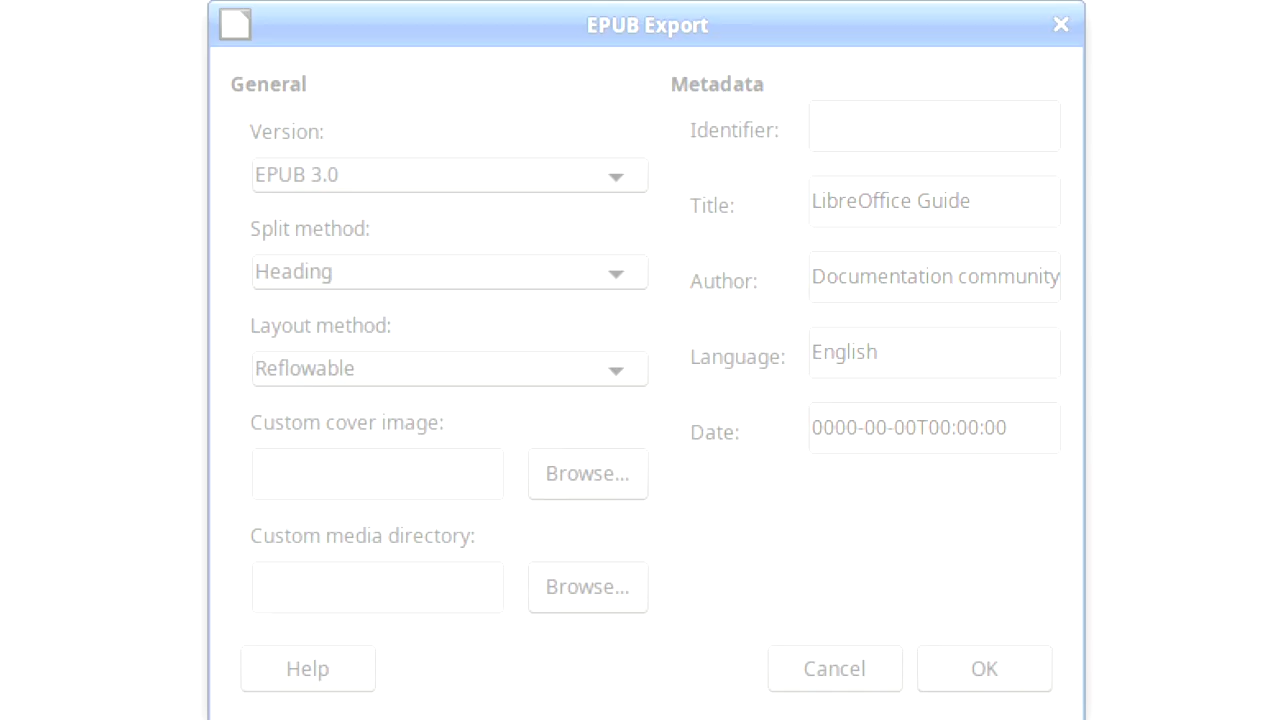 EPUB Export
General
Version:
EPUB 3.0
Split method:
Heading
Layout method:
Reflowable
Custom cover image:
Browse...
Custom media directory:
Browse...
Metadata
Identifier:
Title:
LibreOffice Guide
Author:
Documentation community
Language:
English
Date:
0000-00-00T00:00:00
Help
Cancel
OK